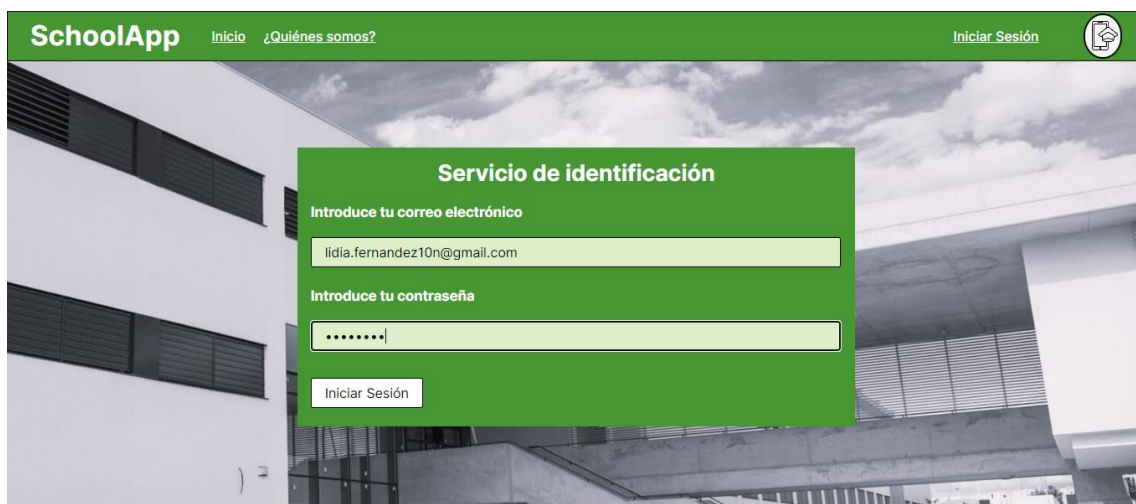 SchoolApp Inicio ¿Quiénes somos? Iniciar Sesión
Servicio de identificación
Introduce tu correo electrónico
lidia.fernandez10n@gmail.com
Introduce tu contraseña
••••••••
Iniciar Sesión